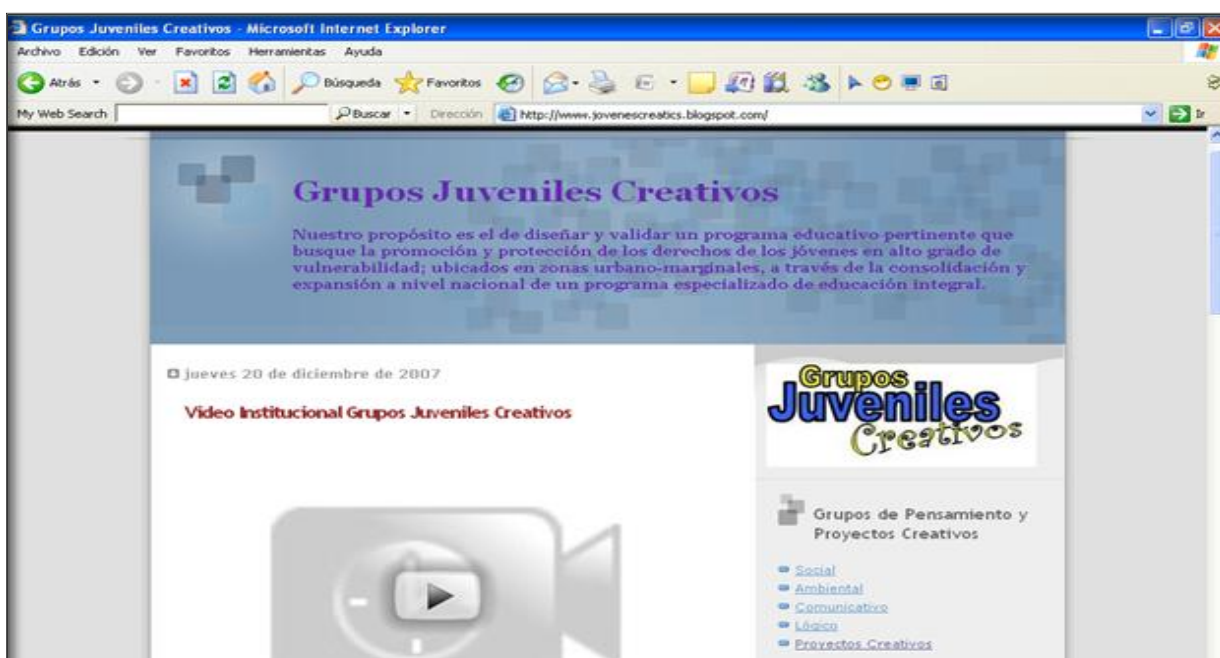 Grupos Juveniles Creativos - Microsoft Internet Explorer
Archivo Edición Ver Favoritos Herramientas Ayuda
Atrás Búsqueda Favoritos
My Web Search Buscar Dirección http://www.jovenescreatics.blogspot.com/ Ir
Grupos Juveniles Creativos
Nuestro propósito es el de diseñar y validar un programa educativo pertinente que
busque la promoción y protección de los derechos de los jóvenes en alto grado de
vulnerabilidad; ubicados en zonas urbano-marginales, a través de la consolidación y
expansión a nivel nacional de un programa especializado de educación integral.
jueves 20 de diciembre de 2007
Video Institucional Grupos Juveniles Creativos
Grupos
Juveniles
Creativos
Grupos de Pensamiento y
Proyectos Creativos
Social
Ambiental
Comunicativo
Lógico
Proyectos Creativos